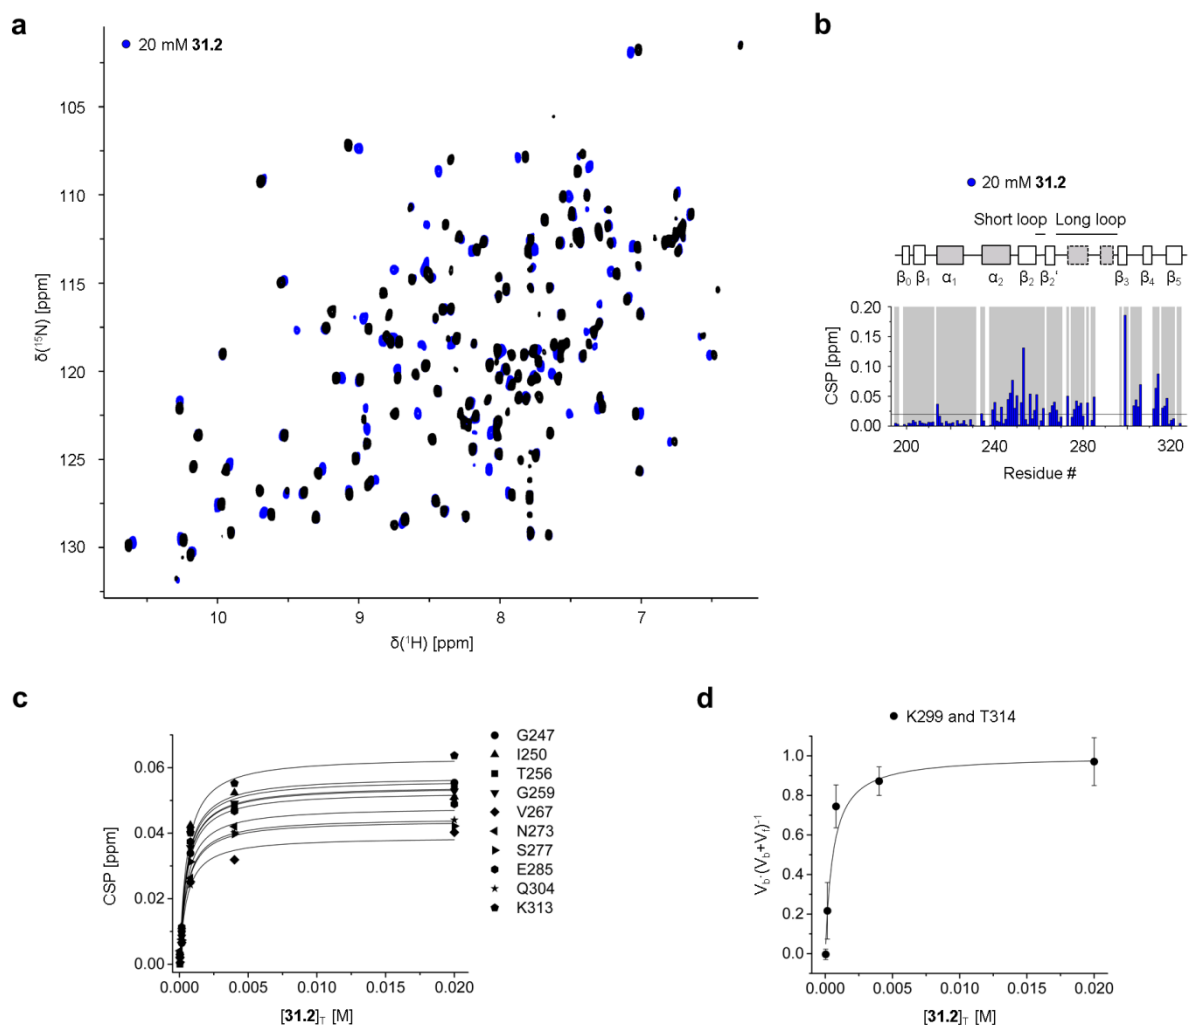 a
20 mM 31.2
105
110
115
120
125
130
δ(¹⁵N) [ppm]
10
9
8
7
δ(¹H) [ppm]
b
20 mM 31.2
Short loop
Long loop
β₀ β₁ α₁ α₂ β₂ β₂' β₃ β₄ β₅
0.20
0.15
0.10
0.05
0.00
CSP [ppm]
200 240 280 320
Residue #
c
0.06
0.04
0.02
0.00
CSP [ppm]
0.000 0.005 0.010 0.015 0.020
[31.2]T [M]
G247
I250
T256
G259
V267
N273
S277
E285
Q304
K313
d
K299 and T314
1.0
0.8
0.6
0.4
0.2
0.0
Vb·(Vb+Vf)⁻¹
0.000 0.005 0.010 0.015 0.020
[31.2]T [M]